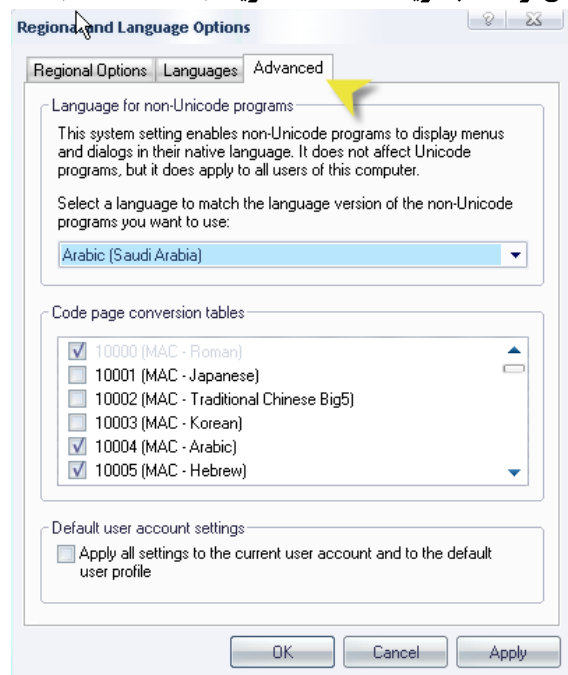 Regional and Language Options
Regional Options Languages Advanced
Language for non-Unicode programs
This system setting enables non-Unicode programs to display menus
and dialogs in their native language. It does not affect Unicode
programs, but it does apply to all users of this computer.
Select a language to match the language version of the non-Unicode
programs you want to use:
Arabic (Saudi Arabia)
Code page conversion tables
10000 (MAC - Roman)
10001 (MAC - Japanese)
10002 (MAC - Traditional Chinese Big5)
10003 (MAC - Korean)
10004 (MAC - Arabic)
10005 (MAC - Hebrew)
Default user account settings
Apply all settings to the current user account and to the default
user profile
OK Cancel Apply